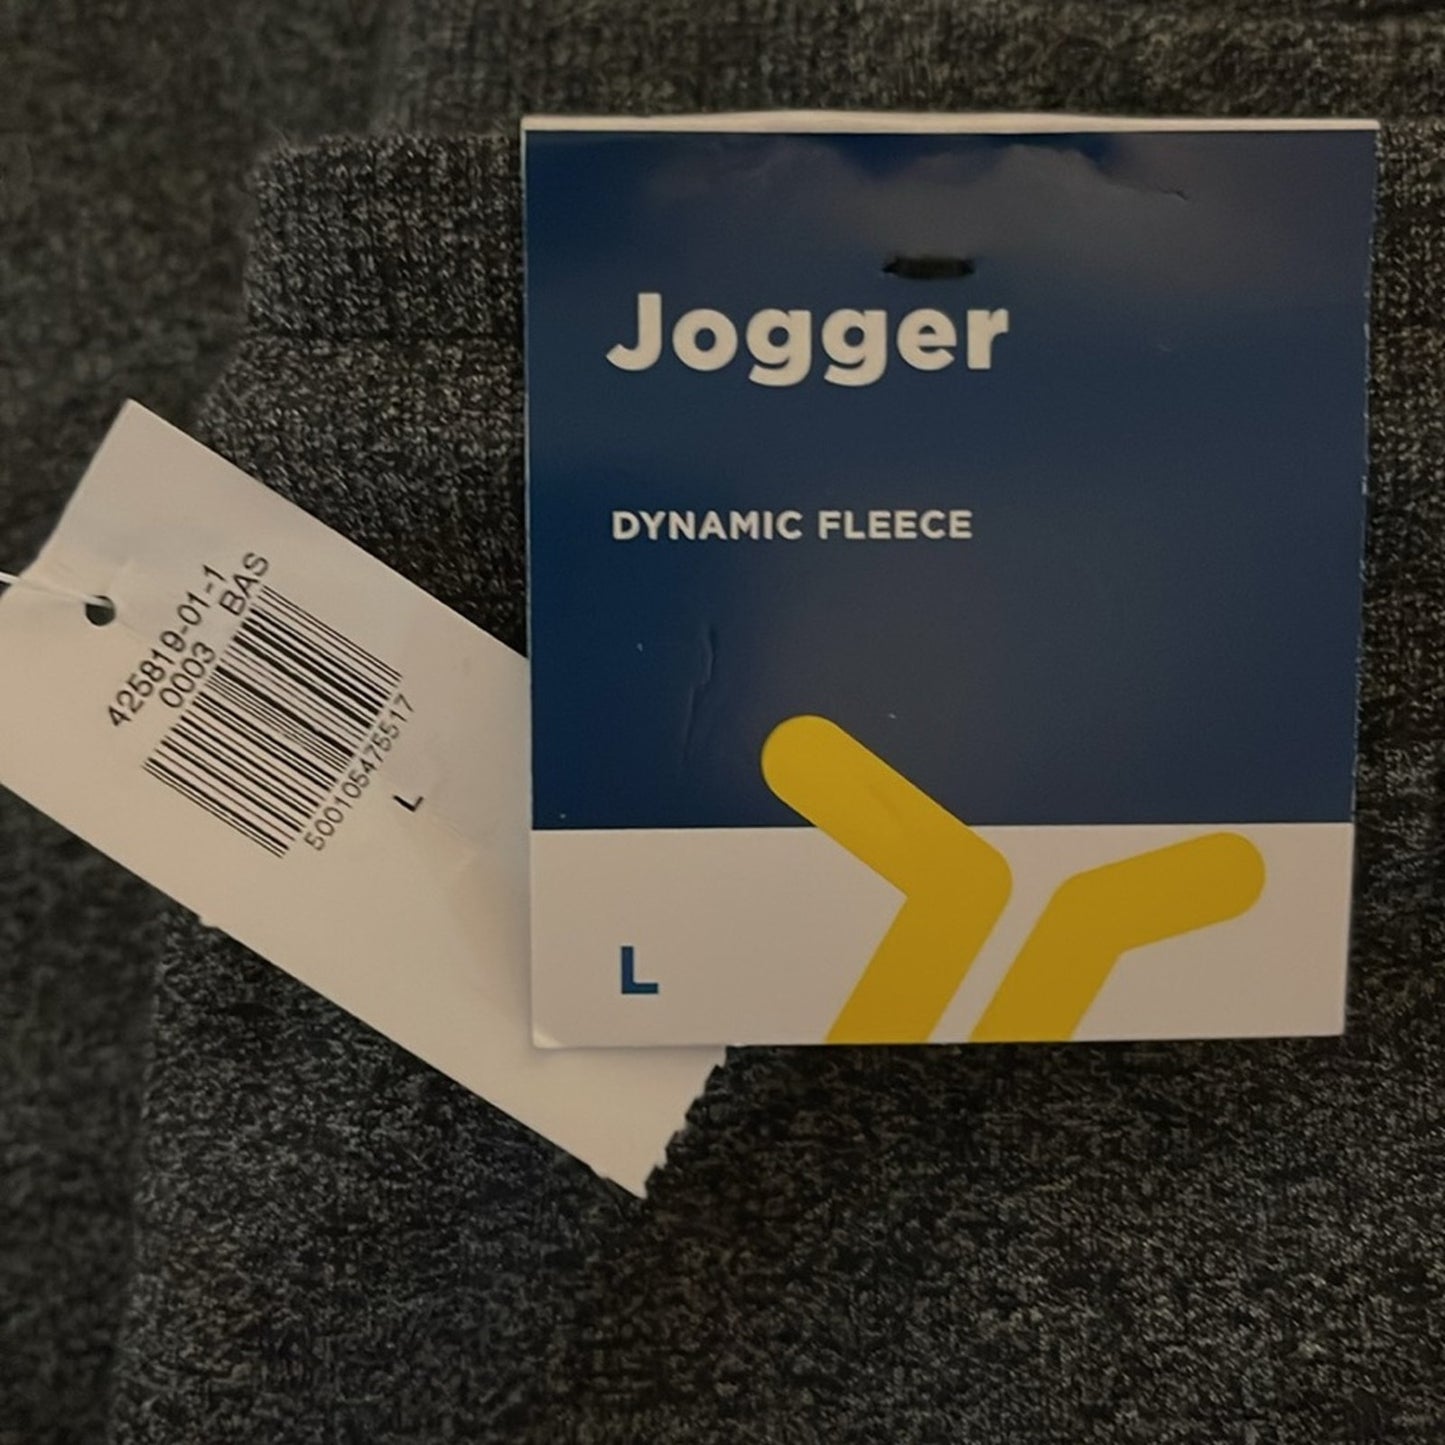 Jogger
DYNAMIC FLEECE
L
425819-01-1
0003 BAS
500105475517
L